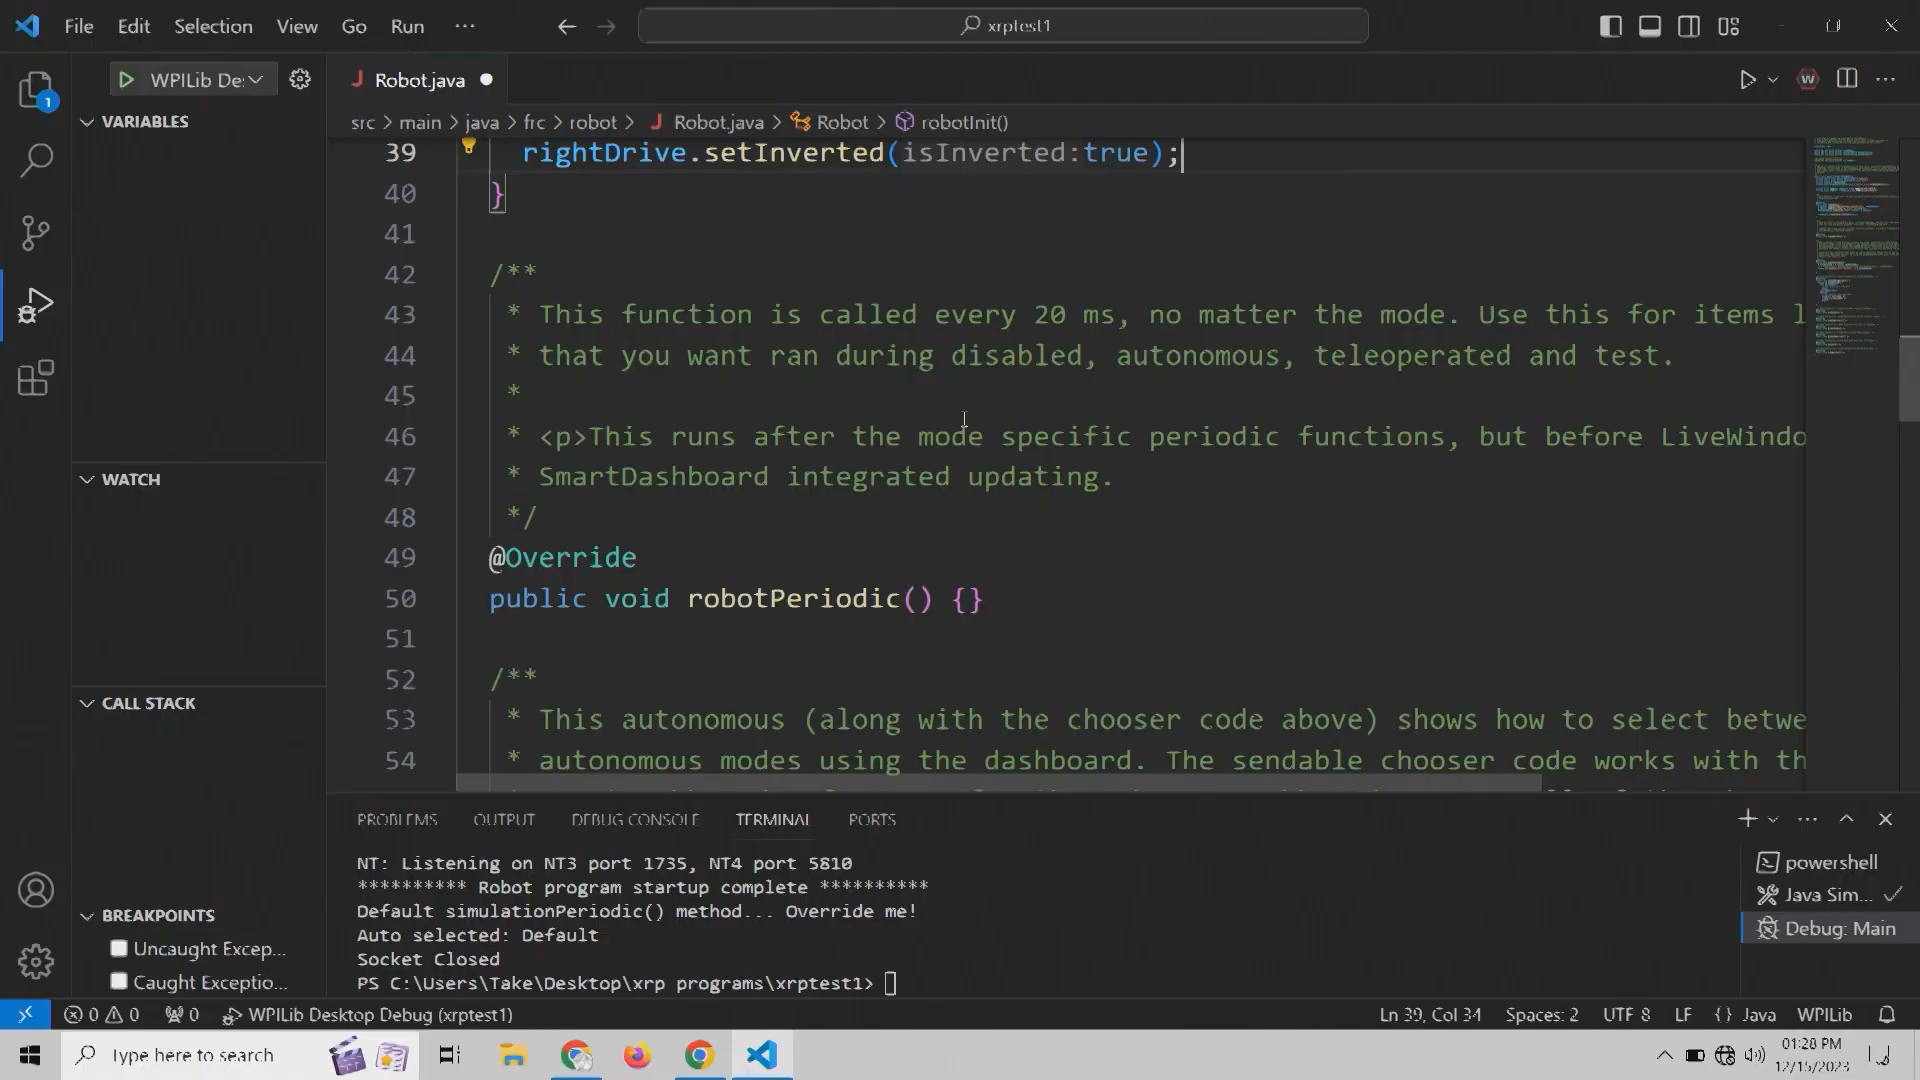 File Edit Selection View Go Run ··· xrptest1
WPILib De: Robot.java
src > main > java > frc > robot > Robot.java > Robot > robotInit()
1
VARIABLES
WATCH
CALL STACK
BREAKPOINTS
Uncaught Excep...
Caught Exceptio...
39 rightDrive.setInverted(isInverted:true);
40 }
41
42 /**
43 * This function is called every 20 ms, no matter the mode. Use this for items l
44 * that you want ran during disabled, autonomous, teleoperated and test.
45 *
46 * <p>This runs after the mode specific periodic functions, but before LiveWindo
47 * SmartDashboard integrated updating.
48 */
49 @Override
50 public void robotPeriodic() {}
51
52 /**
53 * This autonomous (along with the chooser code above) shows how to select betwe
54 * autonomous modes using the dashboard. The sendable chooser code works with th
PROBLEMS OUTPUT DEBUG CONSOLE TERMINAL PORTS
NT: Listening on NT3 port 1735, NT4 port 5810
********** Robot program startup complete **********
Default simulationPeriodic() method... Override me!
Auto selected: Default
Socket Closed
PS C:\Users\Take\Desktop\xrp programs\xrptest1>
powershell
Java Sim...
Debug: Main
0 0 0 WPILib Desktop Debug (xrptest1) Ln 39, Col 34 Spaces: 2 UTF 8 LF {} Java WPILib
Type here to search
01:28 PM
12/15/2023